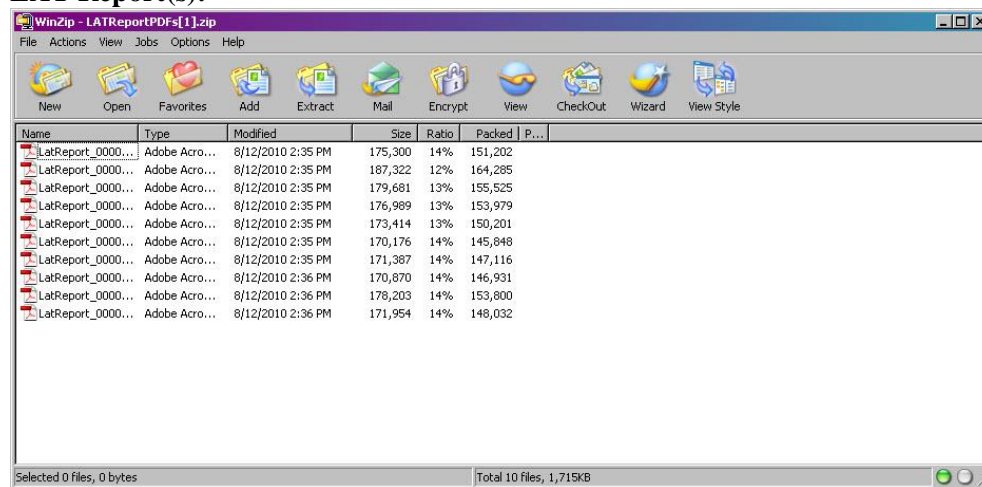 WinZip - LATReportPDFs[1].zip
File Actions View Jobs Options Help
New Open Favorites Add Extract Mail Encrypt View CheckOut Wizard View Style
Name Type Modified Size Ratio Packed P...
LatReport_0000... Adobe Acro... 8/12/2010 2:35 PM 175,300 14% 151,202
LatReport_0000... Adobe Acro... 8/12/2010 2:35 PM 187,322 12% 164,285
LatReport_0000... Adobe Acro... 8/12/2010 2:35 PM 179,681 13% 155,525
LatReport_0000... Adobe Acro... 8/12/2010 2:35 PM 176,989 13% 153,979
LatReport_0000... Adobe Acro... 8/12/2010 2:35 PM 173,414 13% 150,201
LatReport_0000... Adobe Acro... 8/12/2010 2:35 PM 170,176 14% 145,848
LatReport_0000... Adobe Acro... 8/12/2010 2:35 PM 171,387 14% 147,116
LatReport_0000... Adobe Acro... 8/12/2010 2:36 PM 170,870 14% 146,931
LatReport_0000... Adobe Acro... 8/12/2010 2:36 PM 178,203 14% 153,800
LatReport_0000... Adobe Acro... 8/12/2010 2:36 PM 171,954 14% 148,032
Selected 0 files, 0 bytes Total 10 files, 1,715KB